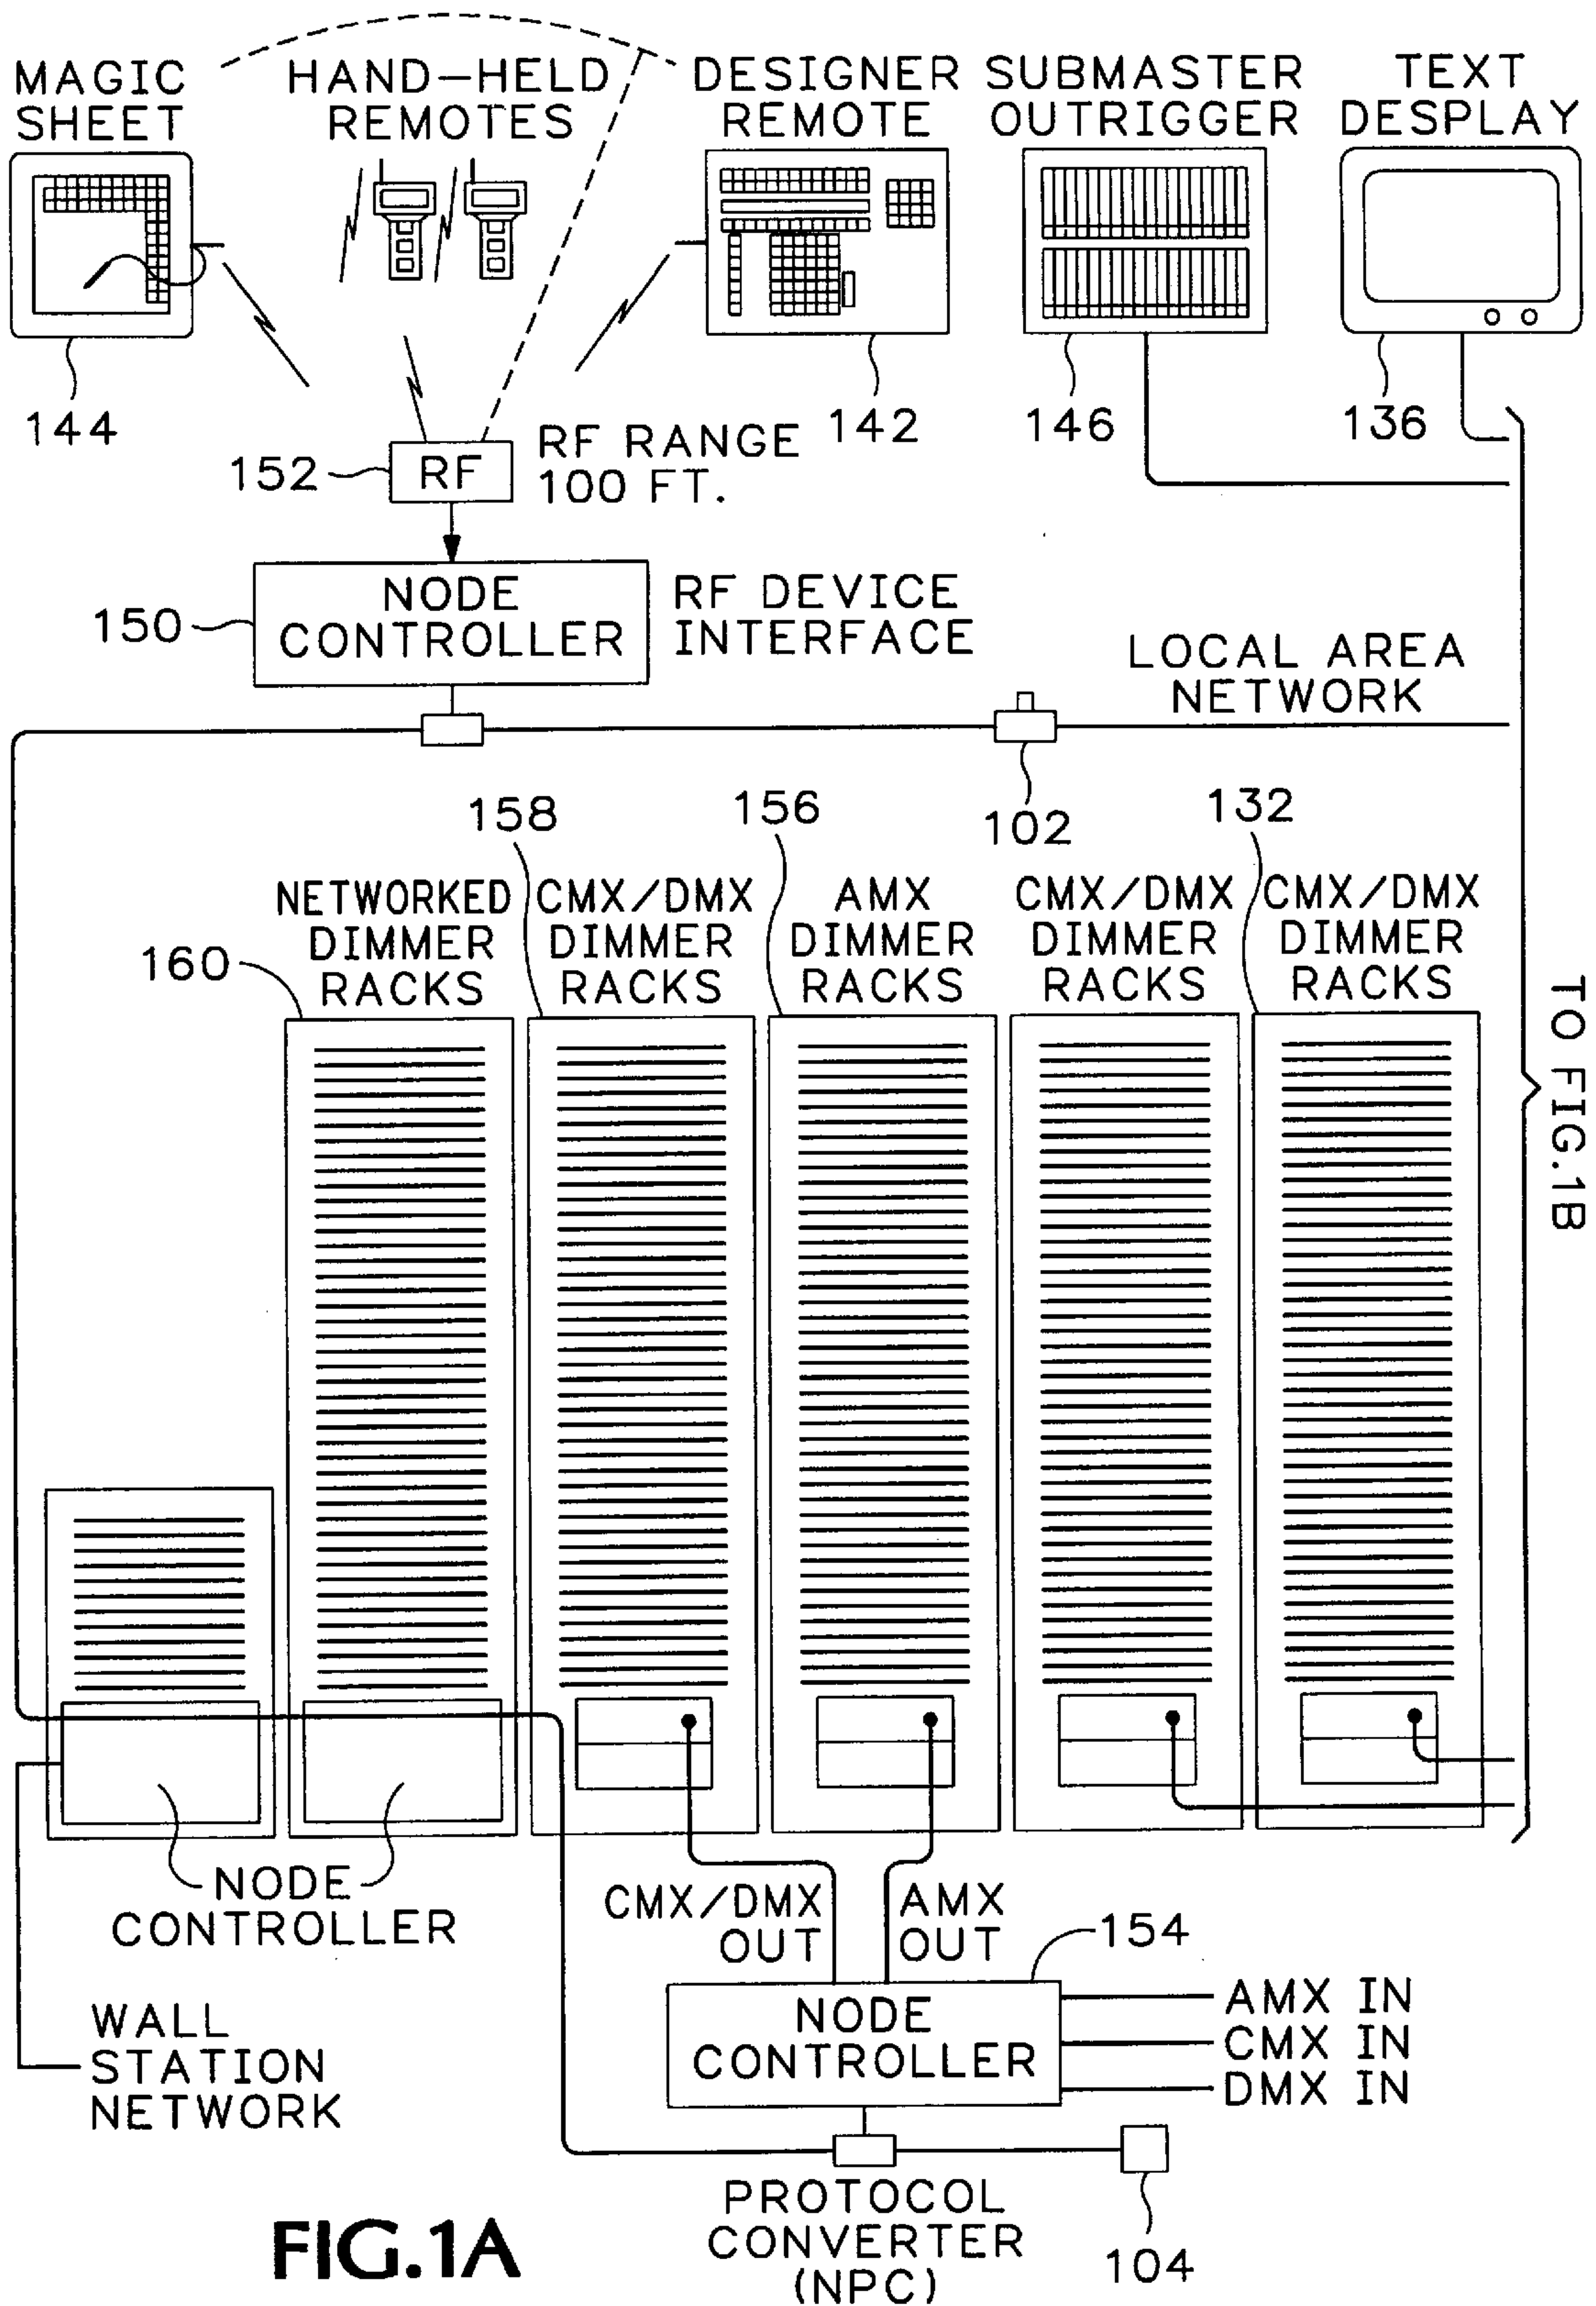 MAGIC
SHEET
HAND-HELD
REMOTES
DESIGNER
REMOTE
SUBMASTER
OUTRIGGER
TEXT
DESPLAY
144
142
146
136
152
RF
RF RANGE
100 FT.
150
NODE
CONTROLLER
RF DEVICE
INTERFACE
LOCAL AREA
NETWORK
102
158
156
132
160
NETWORKED
DIMMER
RACKS
CMX/DMX
DIMMER
RACKS
AMX
DIMMER
RACKS
CMX/DMX
DIMMER
RACKS
CMX/DMX
DIMMER
RACKS
TO FIG.1B
NODE
CONTROLLER
CMX/DMX
OUT
AMX
OUT
154
WALL
STATION
NETWORK
NODE
CONTROLLER
AMX IN
CMX IN
DMX IN
PROTOCOL
CONVERTER
(NPC)
104
FIG.1A